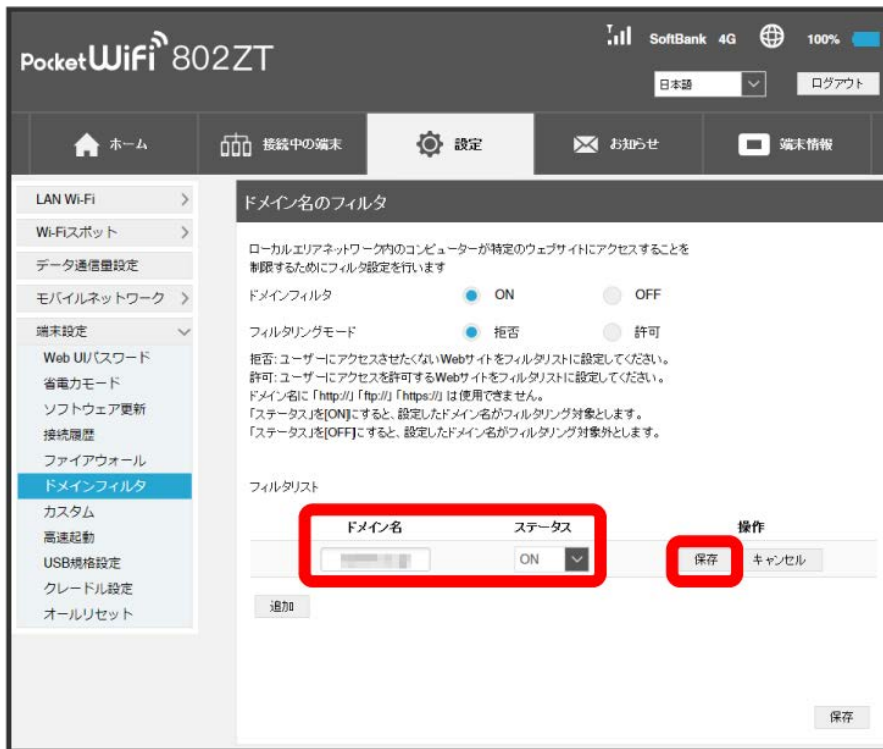 SoftBank 4G 100%
Pocket WiFi 802ZT
日本語 ログアウト
ホーム 接続中の端末 設定 お知らせ 端末情報
LAN Wi-Fi
Wi-Fiスポット
データ通信量設定
モバイルネットワーク
端末設定
Web UIパスワード
省電力モード
ソフトウェア更新
接続履歴
ファイアウォール
ドメインフィルタ
カスタム
高速起動
USB規格設定
クレードル設定
オールリセット
ドメイン名のフィルタ
ローカルエリアネットワーク内のコンピューターが特定のウェブサイトにアクセスすることを
制限するためにフィルタ設定を行います
ドメインフィルタ ON OFF
フィルタリングモード 拒否 許可
拒否: ユーザーにアクセスさせたくないWebサイトをフィルタリストに設定してください。
許可: ユーザーにアクセスを許可するWebサイトをフィルタリストに設定してください。
ドメイン名に「http://」「ftp://」「https://」は使用できません。
「ステータス」を[ON]にすると、設定したドメイン名がフィルタリング対象とします。
「ステータス」を[OFF]にすると、設定したドメイン名がフィルタリング対象外とします。
フィルタリスト
ドメイン名 ステータス 操作
ON 保存 キャンセル
追加
保存